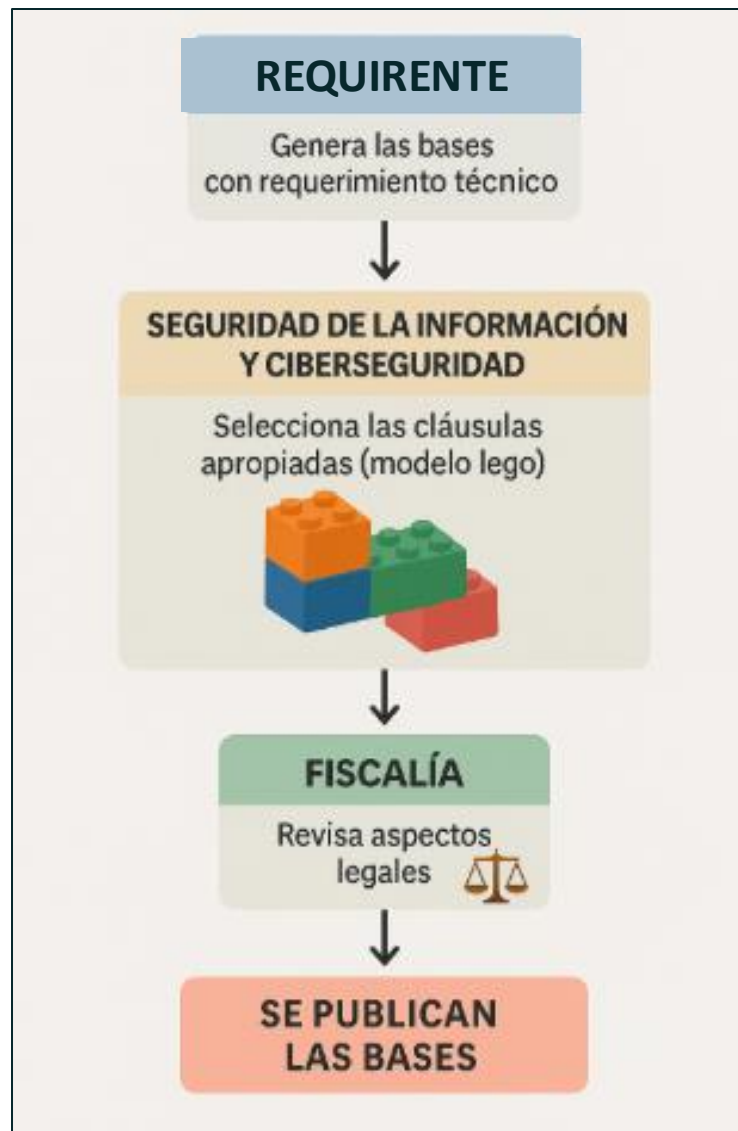 REQUIRENTE
Genera las bases
con requerimiento técnico
SEGURIDAD DE LA INFORMACIÓN
Y CIBERSEGURIDAD
Selecciona las cláusulas
apropiadas (modelo lego)
FISCALÍA
Revisa aspectos
legales
SE PUBLICAN
LAS BASES